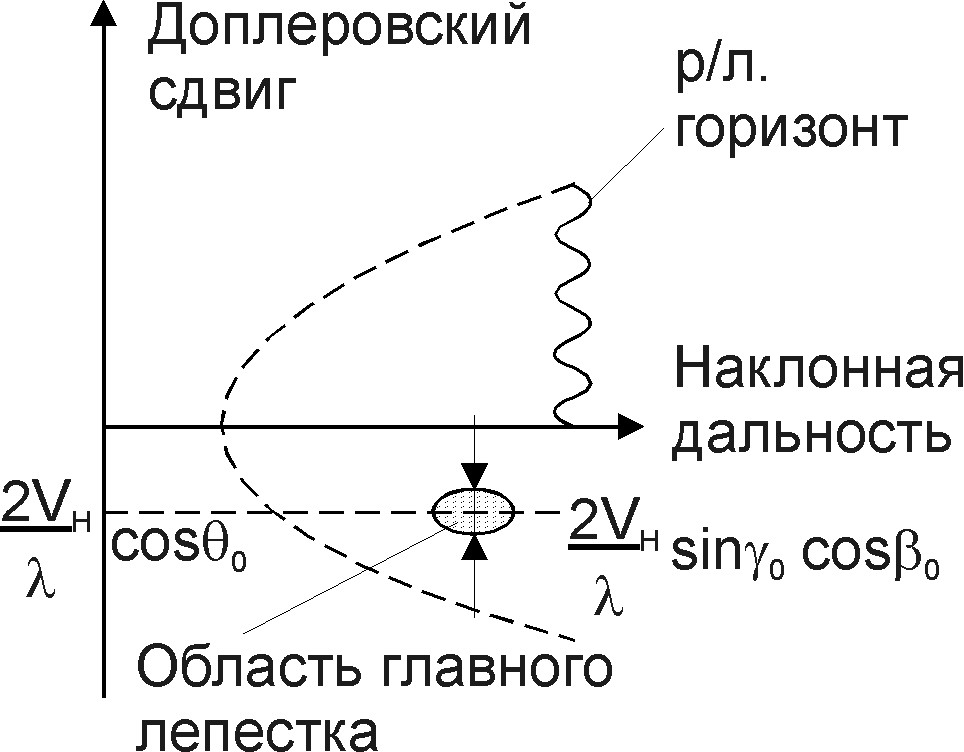 Доплеровский
сдвиг
р/л.
горизонт
Наклонная
дальность
2Vн
λ
cosθ₀
2Vн
λ
sinγ₀ cosβ₀
Область главного
лепестка